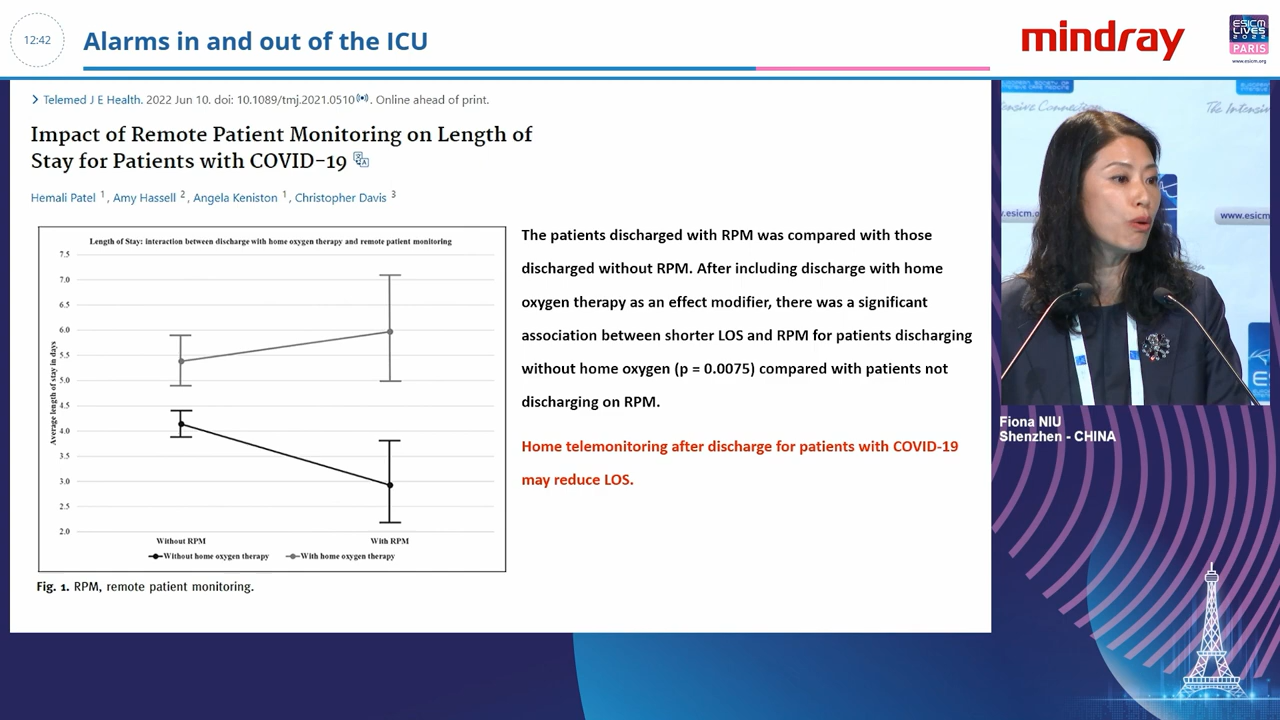 12:42
Alarms in and out of the ICU
mindray
ESICM
LIVES
2022
PARIS
www.esicm.org
Telemed J E Health. 2022 Jun 10. doi: 10.1089/tmj.2021.0510. Online ahead of print.
Impact of Remote Patient Monitoring on Length of
Stay for Patients with COVID-19
Hemali Patel 1, Amy Hassell 2, Angela Keniston 1, Christopher Davis 3
Length of Stay: interaction between discharge with home oxygen therapy and remote patient monitoring
Average length of stay in days
7.5
7.0
6.5
6.0
5.5
5.0
4.5
4.0
3.5
3.0
2.5
2.0
Without RPM
With RPM
Without home oxygen therapy
With home oxygen therapy
Fig. 1. RPM, remote patient monitoring.
The patients discharged with RPM was compared with those
discharged without RPM. After including discharge with home
oxygen therapy as an effect modifier, there was a significant
association between shorter LOS and RPM for patients discharging
without home oxygen (p = 0.0075) compared with patients not
discharging on RPM.
Home telemonitoring after discharge for patients with COVID-19
may reduce LOS.
The Intensi
www.esicm
Fiona NIU
Shenzhen - CHINA